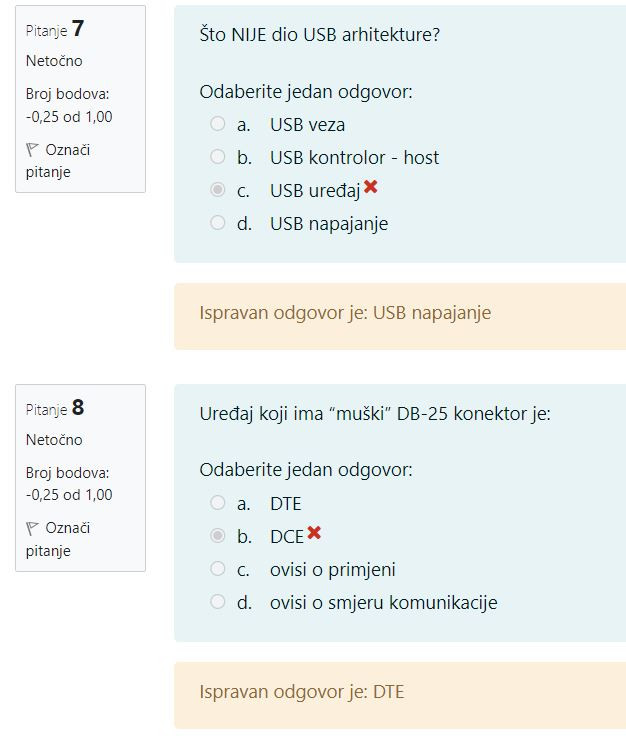 Pitanje 7
Netočno
Broj bodova:
-0,25 od 1,00
Označi
pitanje
Što NIJE dio USB arhitekture?
Odaberite jedan odgovor:
a. USB veza
b. USB kontrolor - host
c. USB uređaj
d. USB napajanje
Ispravan odgovor je: USB napajanje
Pitanje 8
Netočno
Broj bodova:
-0,25 od 1,00
Označi
pitanje
Uređaj koji ima “muški” DB-25 konektor je:
Odaberite jedan odgovor:
a. DTE
b. DCE
c. ovisi o primjeni
d. ovisi o smjeru komunikacije
Ispravan odgovor je: DTE